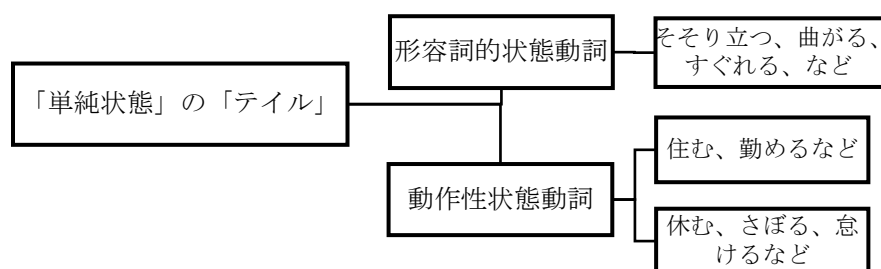 「単純状態」の「テイル」
形容詞的状態動詞
そそり立つ、曲がる、
すぐれる、など
動作性状態動詞
住む、勤めるなど
休む、さぼる、怠
けるなど